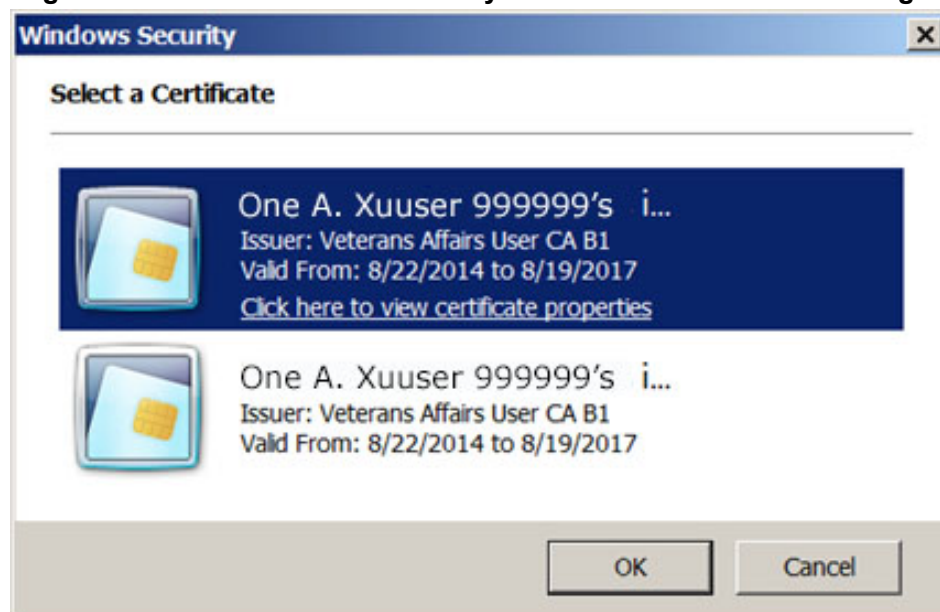 Windows Security
Select a Certificate
One A. Xuuser 999999's i...
Issuer: Veterans Affairs User CA B1
Valid From: 8/22/2014 to 8/19/2017
Click here to view certificate properties
One A. Xuuser 999999's i...
Issuer: Veterans Affairs User CA B1
Valid From: 8/22/2014 to 8/19/2017
OK Cancel